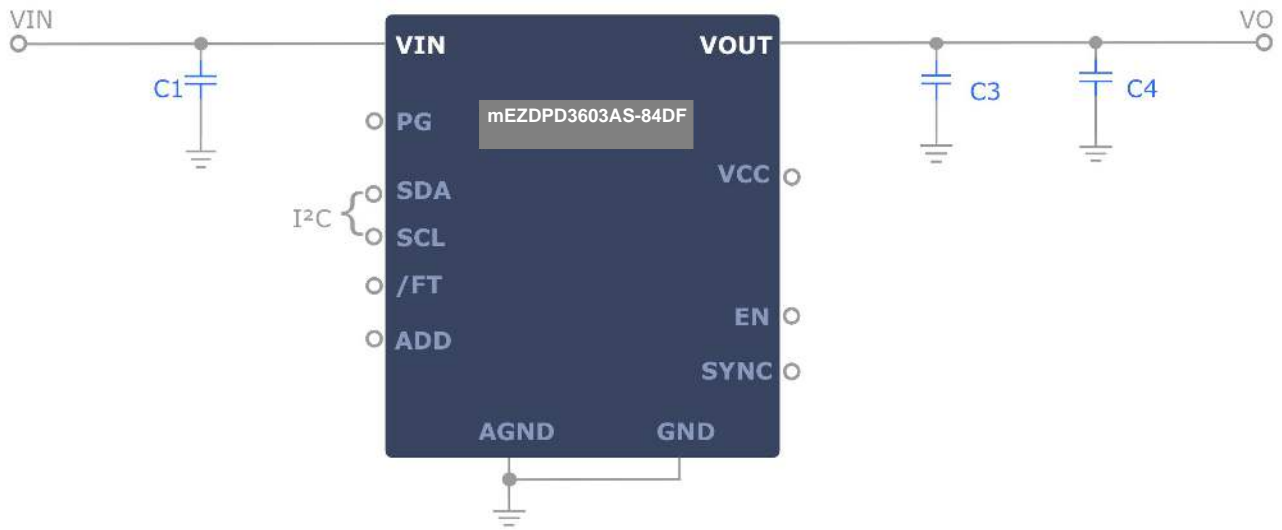 VIN
VO
VIN
VOUT
C1
C3
C4
mEZDPD3603AS-84DF
PG
VCC
SDA
I²C
SCL
/FT
EN
ADD
SYNC
AGND
GND